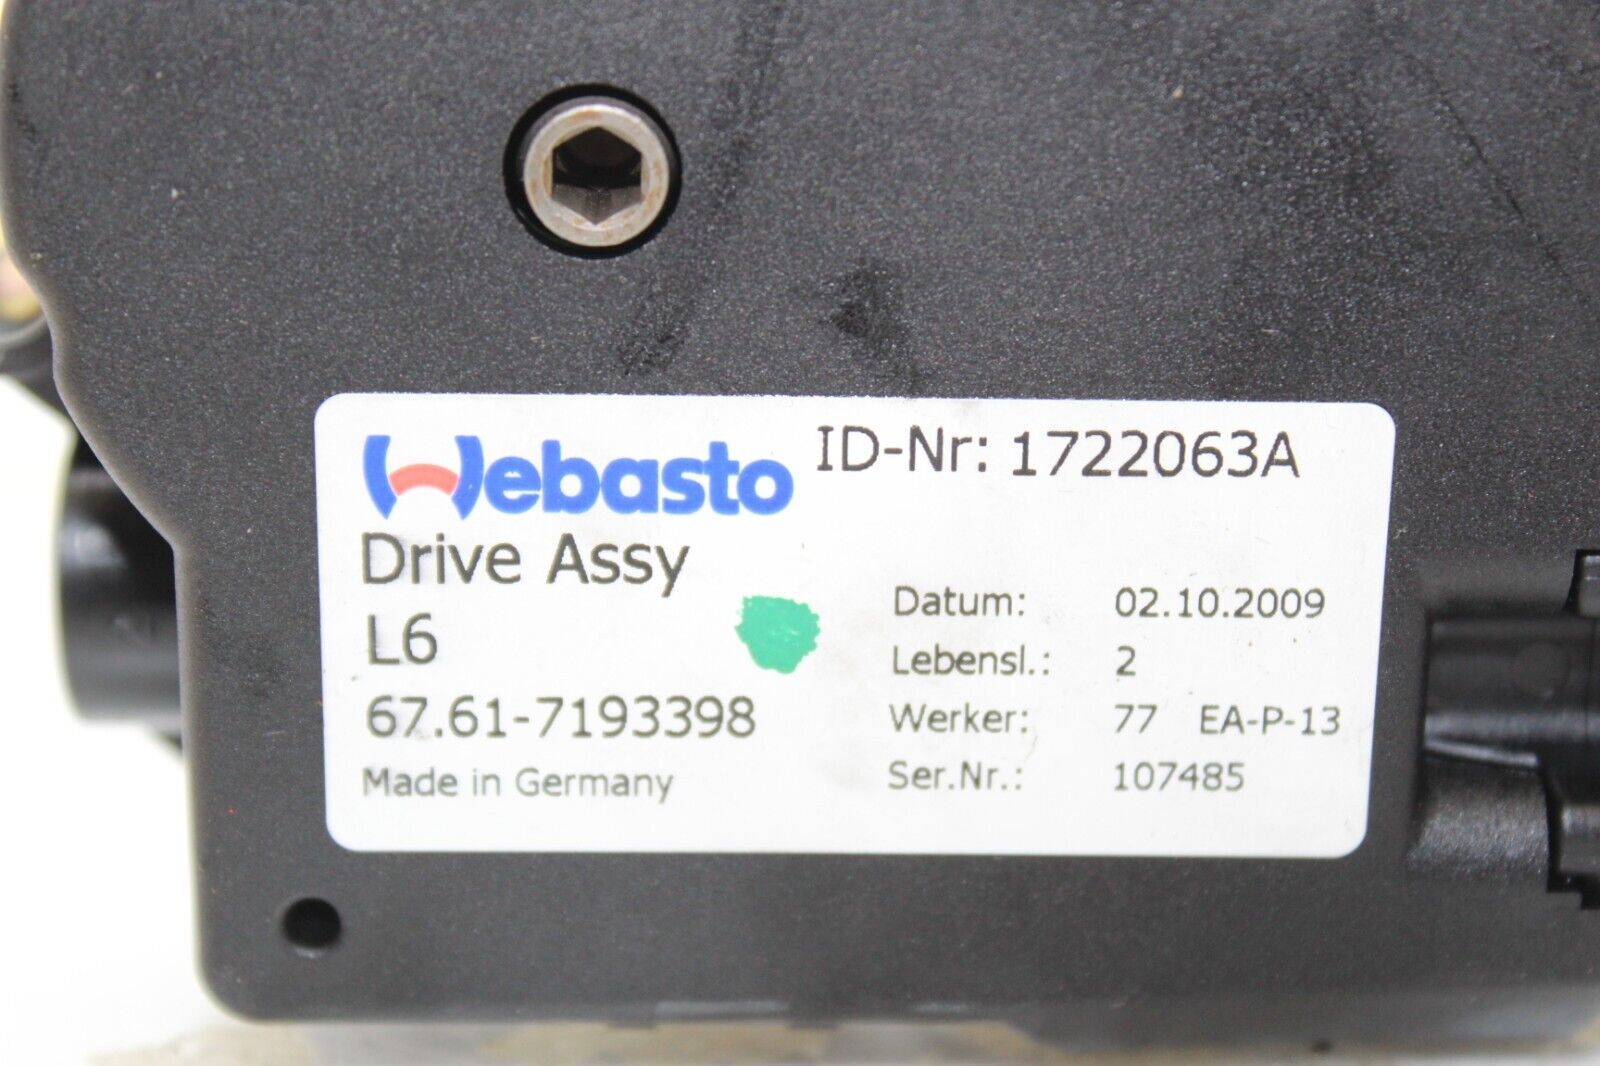 Webasto ID-Nr: 1722063A
Drive Assy
L6
67.61-7193398
Made in Germany
Datum: 02.10.2009
Lebensl.: 2
Werker: 77 EA-P-13
Ser.Nr.: 107485